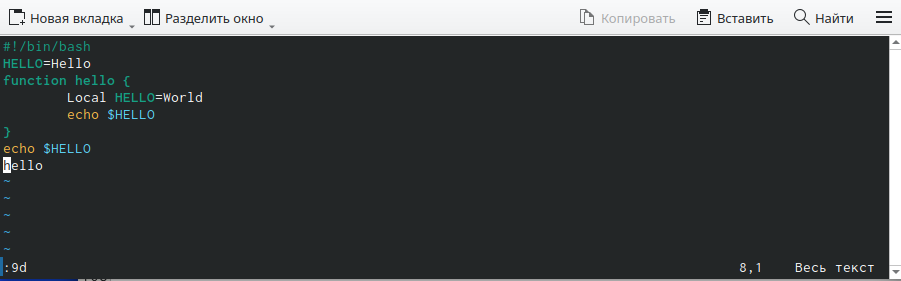 Новая вкладка Разделить окно Копировать Вставить Найти
#!/bin/bash
HELLO=Hello
function hello {
Local HELLO=World
echo $HELLO
}
echo $HELLO
hello
~
~
~
~
~
:9d 8,1 Весь текст